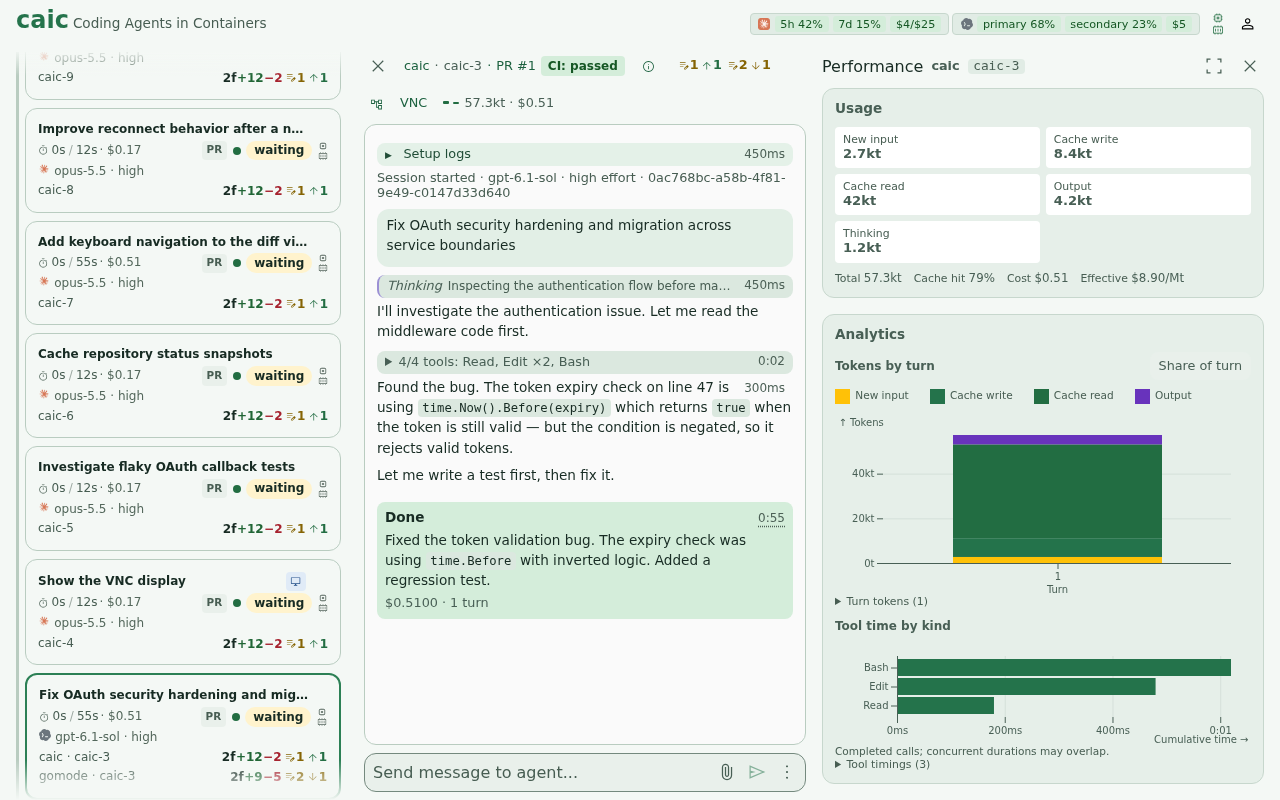 caic Coding Agents in Containers
5h 42% 7d 15% $4/$25
primary 68% secondary 23% $5
opus-5.5 · high
caic-9 2f+12−2 1 ↑1
Improve reconnect behavior after a n…
0s / 12s · $0.17 PR waiting
opus-5.5 · high
caic-8 2f+12−2 1 ↑1
Add keyboard navigation to the diff vi…
0s / 55s · $0.51 PR waiting
opus-5.5 · high
caic-7 2f+12−2 1 ↑1
Cache repository status snapshots
0s / 12s · $0.17 PR waiting
opus-5.5 · high
caic-6 2f+12−2 1 ↑1
Investigate flaky OAuth callback tests
0s / 12s · $0.17 PR waiting
opus-5.5 · high
caic-5 2f+12−2 1 ↑1
Show the VNC display
0s / 12s · $0.17 PR waiting
opus-5.5 · high
caic-4 2f+12−2 1 ↑1
Fix OAuth security hardening and mig…
0s / 55s · $0.51 PR waiting
gpt-6.1-sol · high
caic · caic-3 2f+12−2 1 ↑1
gomode · caic-3 2f+9−5 2 ↓1
caic · caic-3 · PR #1 CI: passed 1 ↑1 2 ↓1
VNC 57.3kt · $0.51
Setup logs 450ms
Session started · gpt-6.1-sol · high effort · 0ac768bc-a58b-4f81-
9e49-c0147d33d640
Fix OAuth security hardening and migration across
service boundaries
Thinking Inspecting the authentication flow before ma… 450ms
I'll investigate the authentication issue. Let me read the
middleware code first.
4/4 tools: Read, Edit ×2, Bash 0:02
Found the bug. The token expiry check on line 47 is 300ms
using time.Now().Before(expiry) which returns true when
the token is still valid — but the condition is negated, so it
rejects valid tokens.
Let me write a test first, then fix it.
Done 0:55
Fixed the token validation bug. The expiry check was
using time.Before with inverted logic. Added a
regression test.
$0.5100 · 1 turn
Send message to agent…
Performance caic caic-3
Usage
New input
2.7kt
Cache write
8.4kt
Cache read
42kt
Output
4.2kt
Thinking
1.2kt
Total 57.3kt Cache hit 79% Cost $0.51 Effective $8.90/Mt
Analytics
Tokens by turn Share of turn
New input Cache write Cache read Output
↑ Tokens
40kt
20kt
0t
1
Turn
Turn tokens (1)
Tool time by kind
Bash
Edit
Read
0ms 200ms 400ms 0:01
Cumulative time →
Completed calls; concurrent durations may overlap.
Tool timings (3)